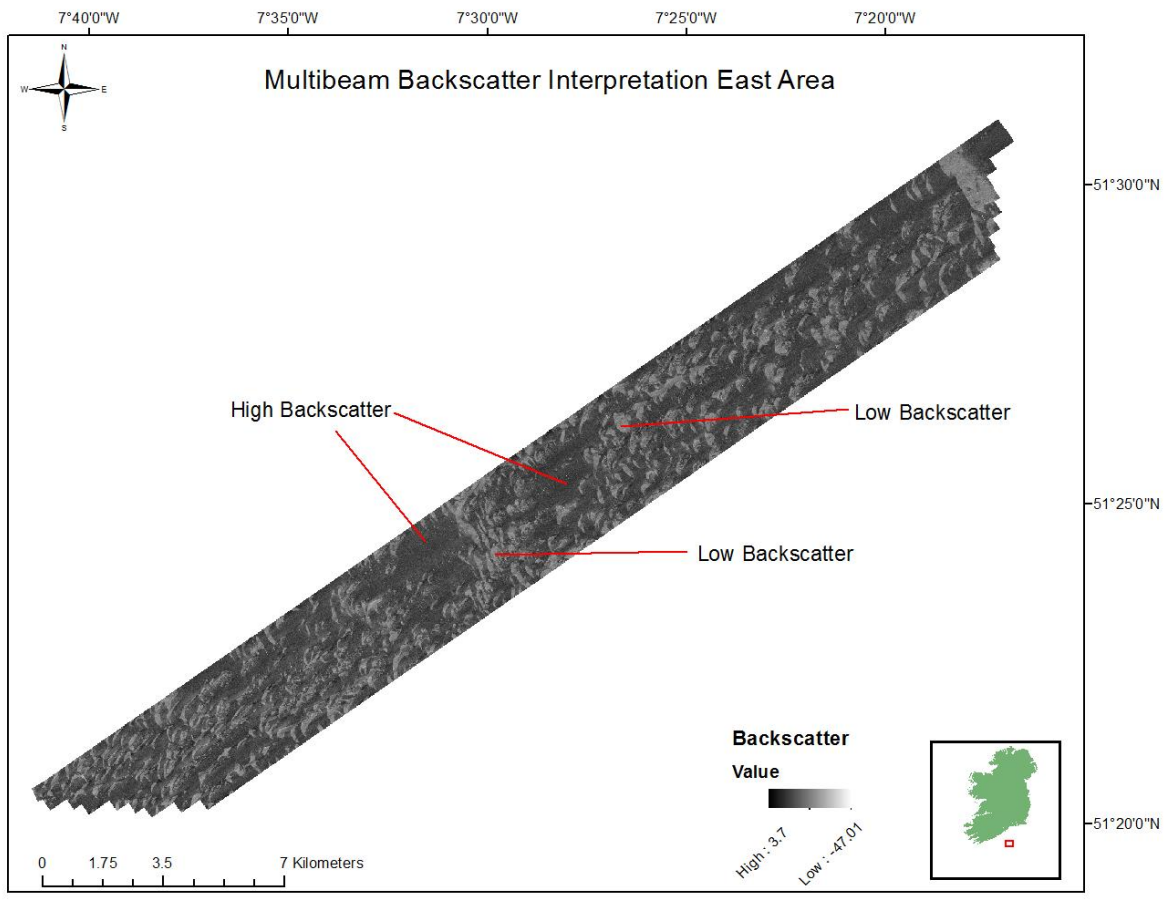 7°40'0"W 7°35'0"W 7°30'0"W 7°25'0"W 7°20'0"W
N
W E
S
Multibeam Backscatter Interpretation East Area
51°30'0"N
High Backscatter
Low Backscatter
51°25'0"N
Low Backscatter
Backscatter
Value
High : 3.7
Low : -47.01
51°20'0"N
0 1.75 3.5 7 Kilometers